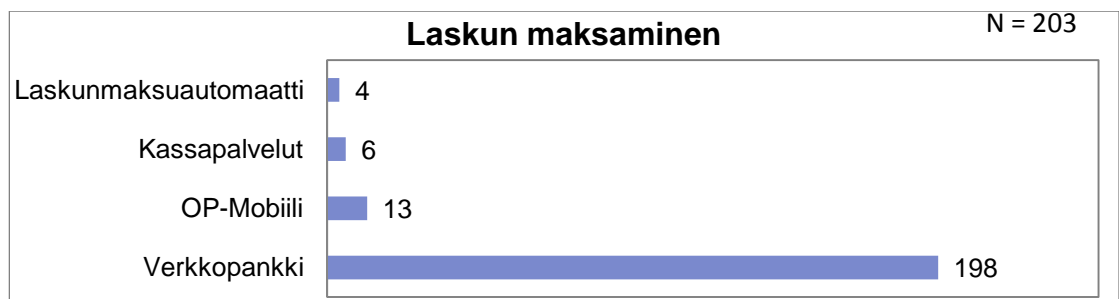 Laskun maksaminen
N = 203
Laskunmaksuautomaatti 4
Kassapalvelut 6
OP-Mobiili 13
Verkkopankki 198